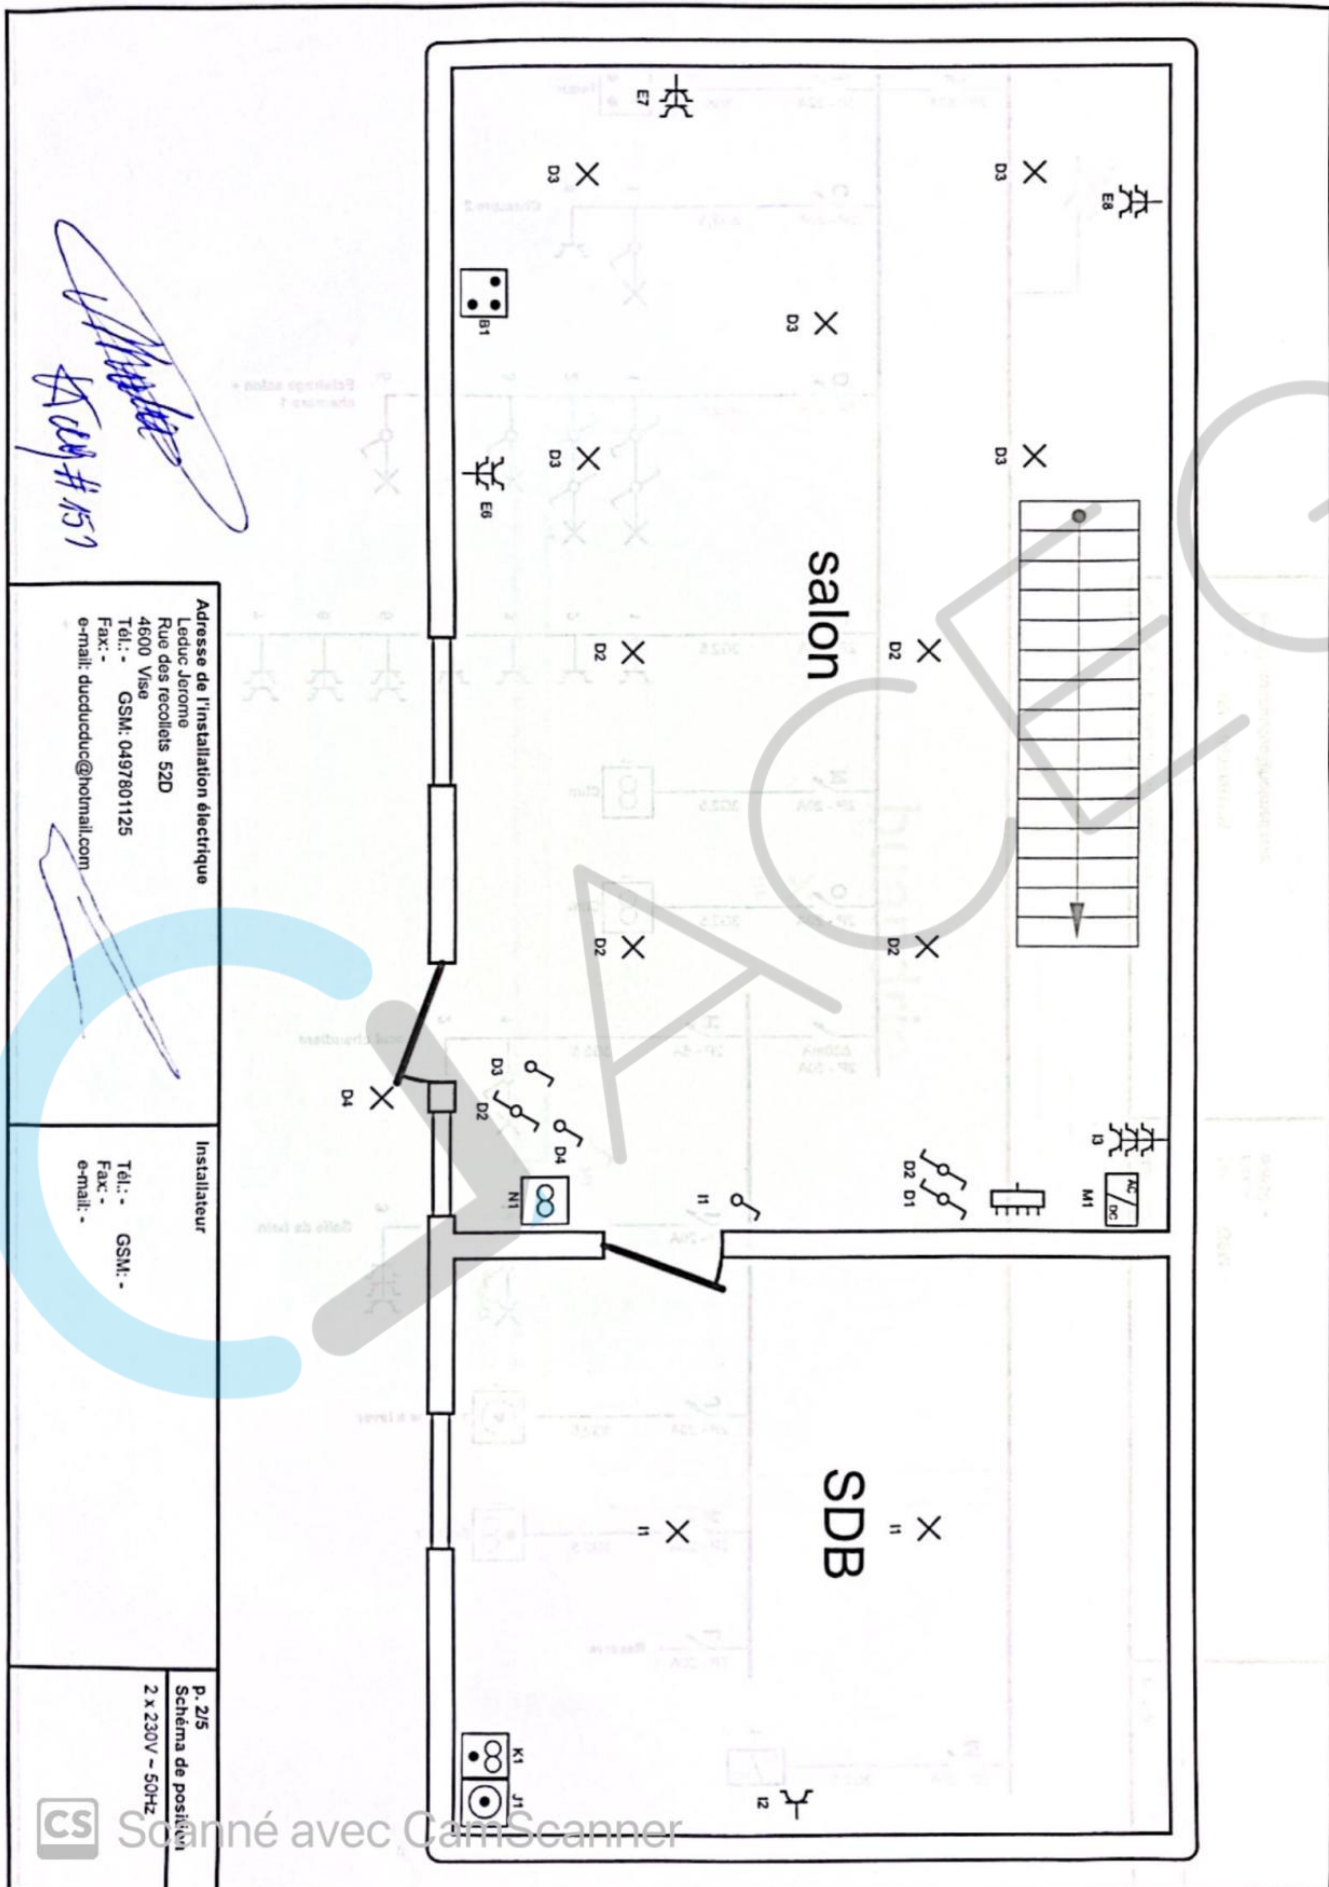 E7
D3
D3
E8
B1
D3
D3
E6
D3
salon
D2
D2
D2
D2
D4
D3
D2
D4
N1
I1
D2
D1
I3
M1
AC
DC
SDB
I1
I1
K1
J1
I2
#151
Adresse de l'installation électrique
Leduc Jerome
Rue des recollets 52D
4600 Vise
Tél.: - GSM: 0497801125
Fax: -
e-mail: ducducduc@hotmail.com
Installateur
Tél.: - GSM: -
Fax: -
e-mail: -
p. 2/5
Schéma de position
2 x 230V ~ 50Hz
ACEG
CS Scanné avec CamScanner